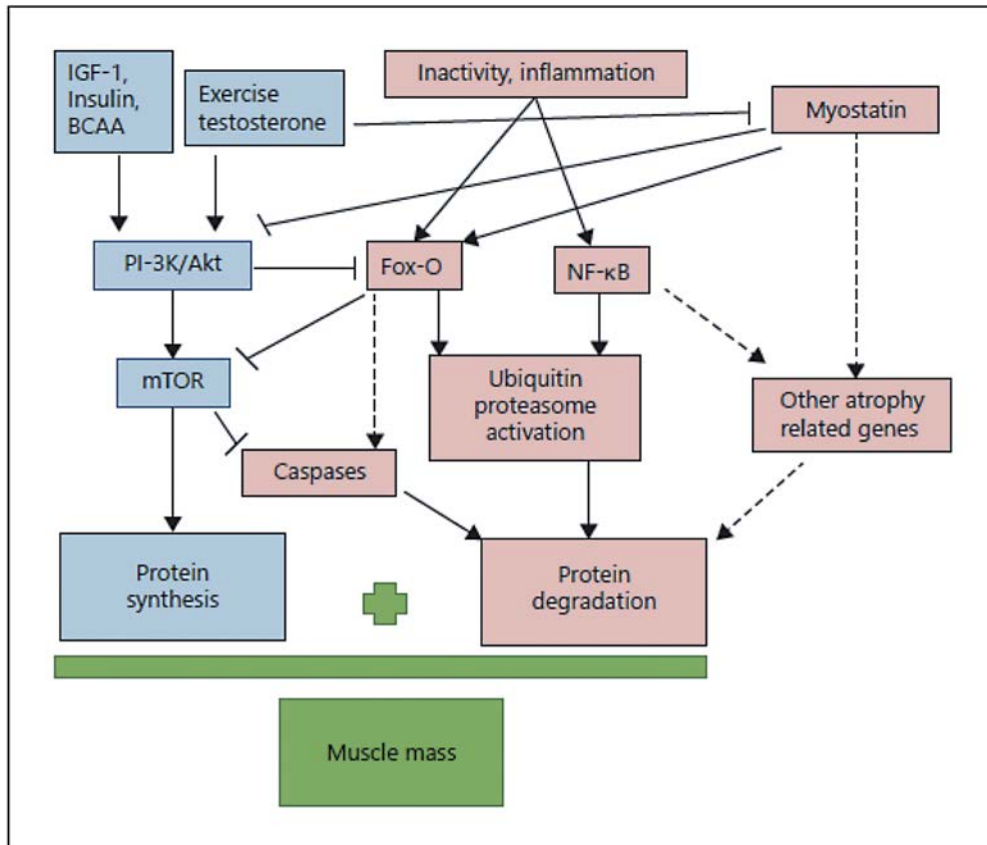 IGF-1,
Insulin,
BCAA
Exercise
testosterone
Inactivity, inflammation
Myostatin
PI-3K/Akt
Fox-O
NF-κB
mTOR
Ubiquitin
proteasome
activation
Other atrophy
related genes
Caspases
Protein
synthesis
Protein
degradation
Muscle mass